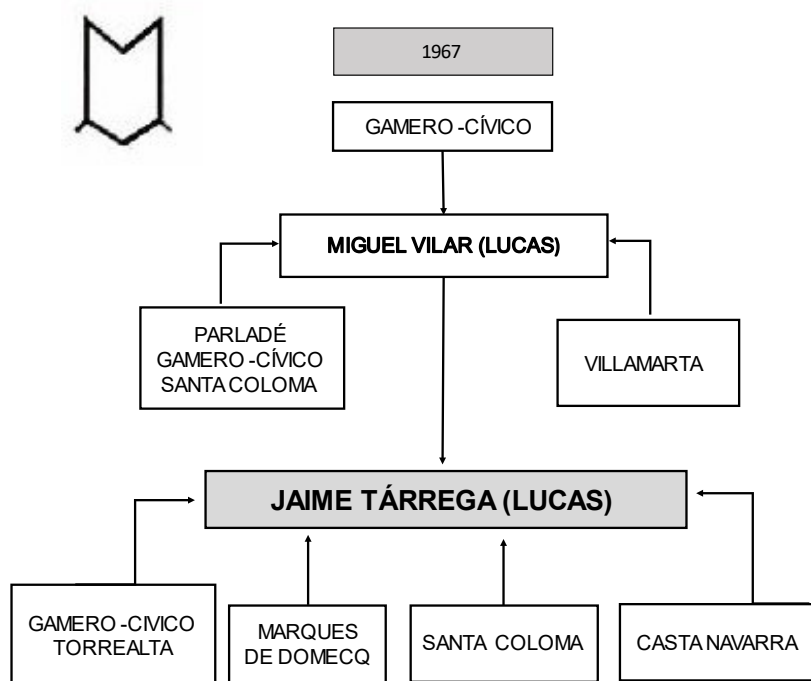 1967
GAMERO -CÍVICO
MIGUEL VILAR (LUCAS)
PARLADÉ
GAMERO -CÍVICO
SANTA COLOMA
VILLAMARTA
JAIME TÁRREGA (LUCAS)
GAMERO -CIVICO
TORREALTA
MARQUES
DE DOMECQ
SANTA COLOMA
CASTA NAVARRA